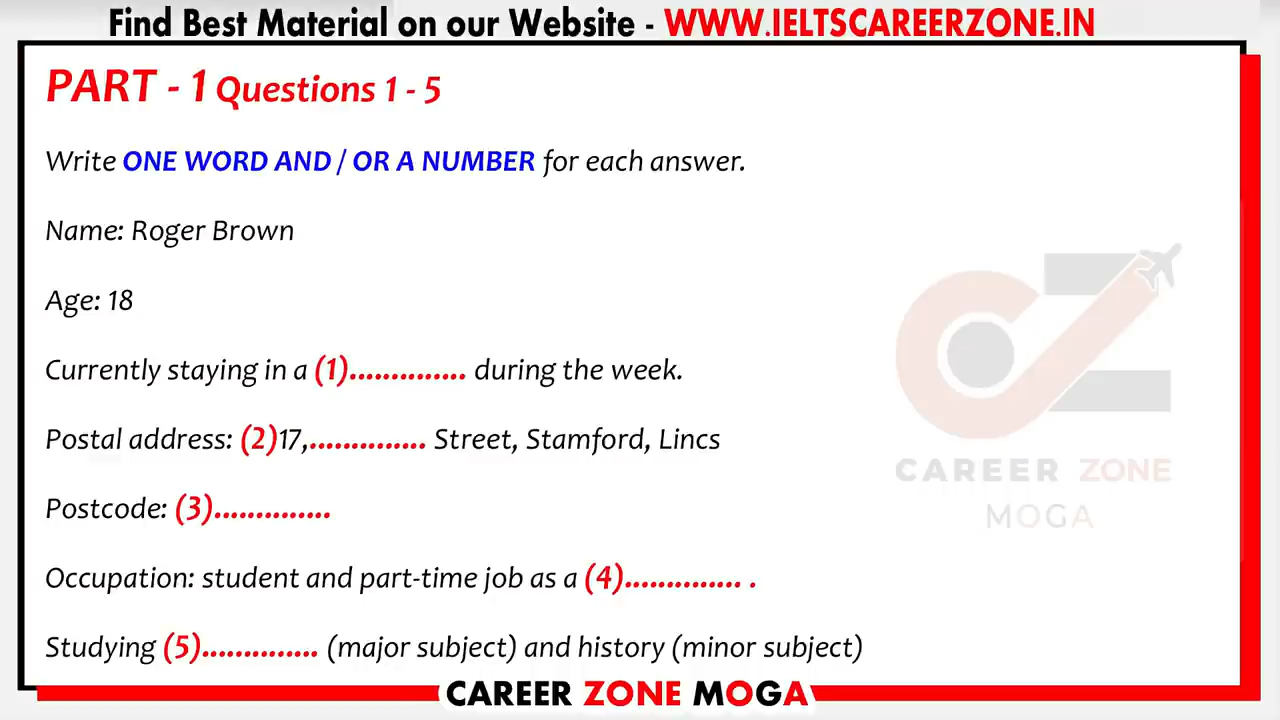 Find Best Material on our Website - WWW.IELTSCAREERZONE.IN
PART - 1 Questions 1 - 5
Write ONE WORD AND / OR A NUMBER for each answer.
Name: Roger Brown
Age: 18
Currently staying in a (1).............. during the week.
Postal address: (2)17,.............. Street, Stamford, Lincs
Postcode: (3)..............
Occupation: student and part-time job as a (4).............. .
Studying (5).............. (major subject) and history (minor subject)
CAREER ZONE
MOGA
CAREER ZONE MOGA